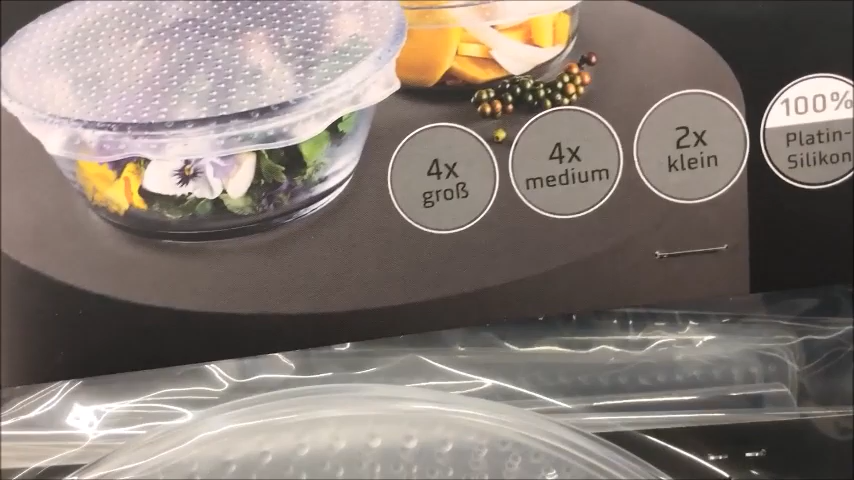 4x
groß
4x
medium
2x
klein
100%
Platin-
Silikon